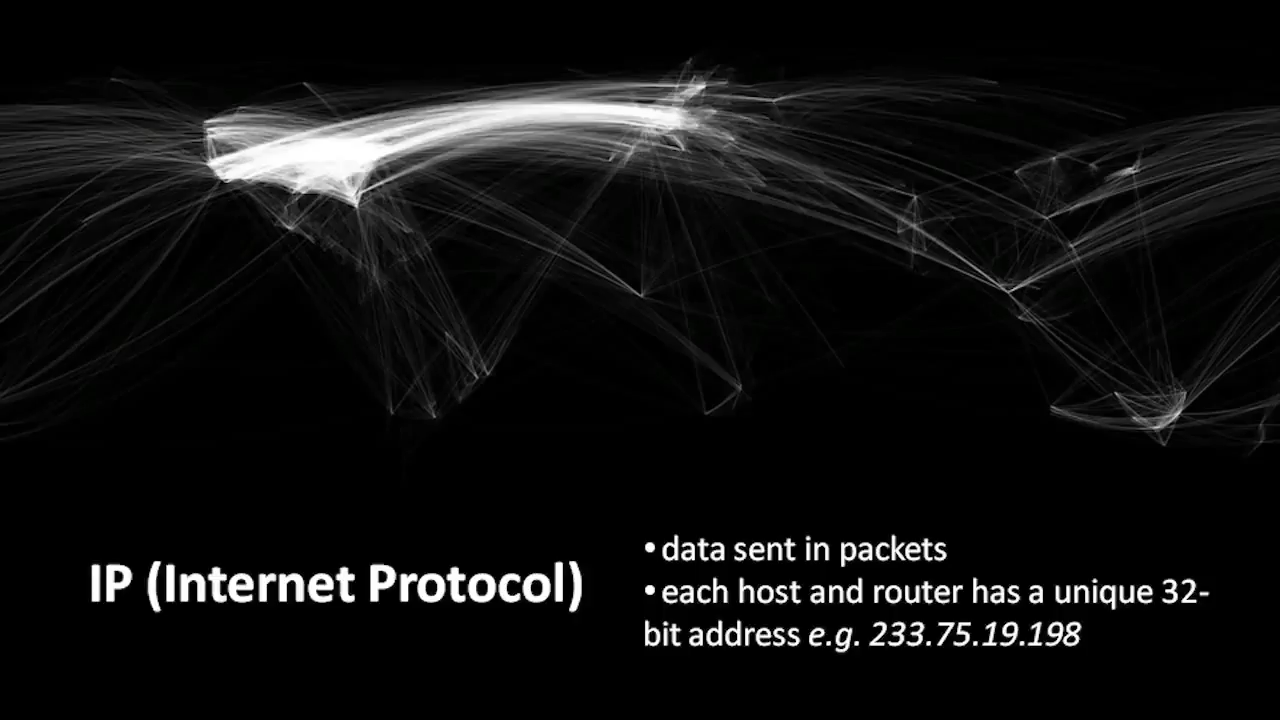 IP (Internet Protocol)
•data sent in packets
•each host and router has a unique 32-
bit address e.g. 233.75.19.198